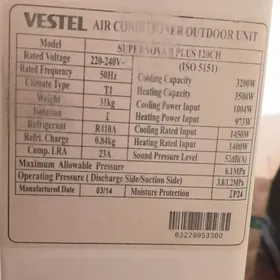 VESTEL AIR CONDITIONER OUTDOOR UNIT
Model SUPERNOVA B PLUS 120CH
Rated Voltage 220-240V~ (ISO 5151)
Rated Frequency 50Hz Cooling Capacity 3200W
Climate Type T1 Heating Capacity 3500W
Weight 31kg Cooling Power Input 1004W
Isolation I Heating Power Input 973W
Refrigerant R410A Cooling Rated Input 1450W
Refri. Charge 0.84kg Heating Rated Input 1400W
Comp. LRA 23A Sound Pressure Level 52dB(A)
Maximum Allowable Pressure 6.1MPa
Operating Pressure ( Discharge Side/Suction Side) 3.8/1.2MPa
Manufactured Date 03/14 Moisture Protection IP24
63229953360